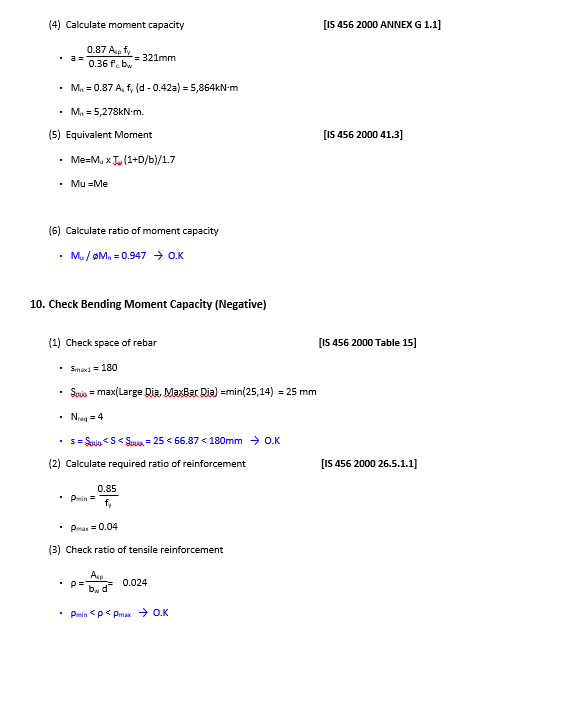 (4) Calculate moment capacity [IS 456 2000 ANNEX G 1.1]
• a = 0.87 Asp fy / 0.36 f'c bw = 321mm
• Mn = 0.87 As fy (d - 0.42a) = 5,864kN·m
• Mn = 5,278kN·m.
(5) Equivalent Moment [IS 456 2000 41.3]
• Me=Mu x Tu (1+D/b)/1.7
• Mu =Me
(6) Calculate ratio of moment capacity
• Mu / øMn = 0.947 → O.K
10. Check Bending Moment Capacity (Negative)
(1) Check space of rebar [IS 456 2000 Table 15]
• smax1 = 180
• Smin = max(Large Dia, MaxBar Dia) =min(25,14) = 25 mm
• Nreq = 4
• s = Smin < S < Smax = 25 < 66.87 < 180mm → O.K
(2) Calculate required ratio of reinforcement [IS 456 2000 26.5.1.1]
• ρmin = 0.85 / fy
• ρmax = 0.04
(3) Check ratio of tensile reinforcement
• ρ = Asp / bw d = 0.024
• ρmin < ρ < ρmax → O.K